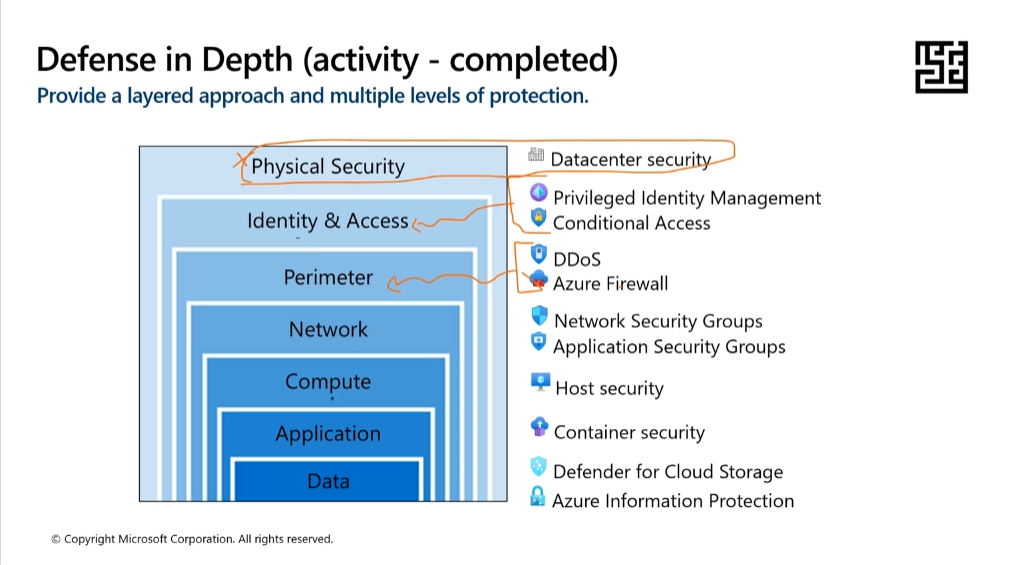 Defense in Depth (activity - completed)
Provide a layered approach and multiple levels of protection.
Physical Security
Datacenter security
Identity & Access
Privileged Identity Management
Conditional Access
Perimeter
DDoS
Azure Firewall
Network
Network Security Groups
Application Security Groups
Compute
Host security
Application
Container security
Data
Defender for Cloud Storage
Azure Information Protection
© Copyright Microsoft Corporation. All rights reserved.